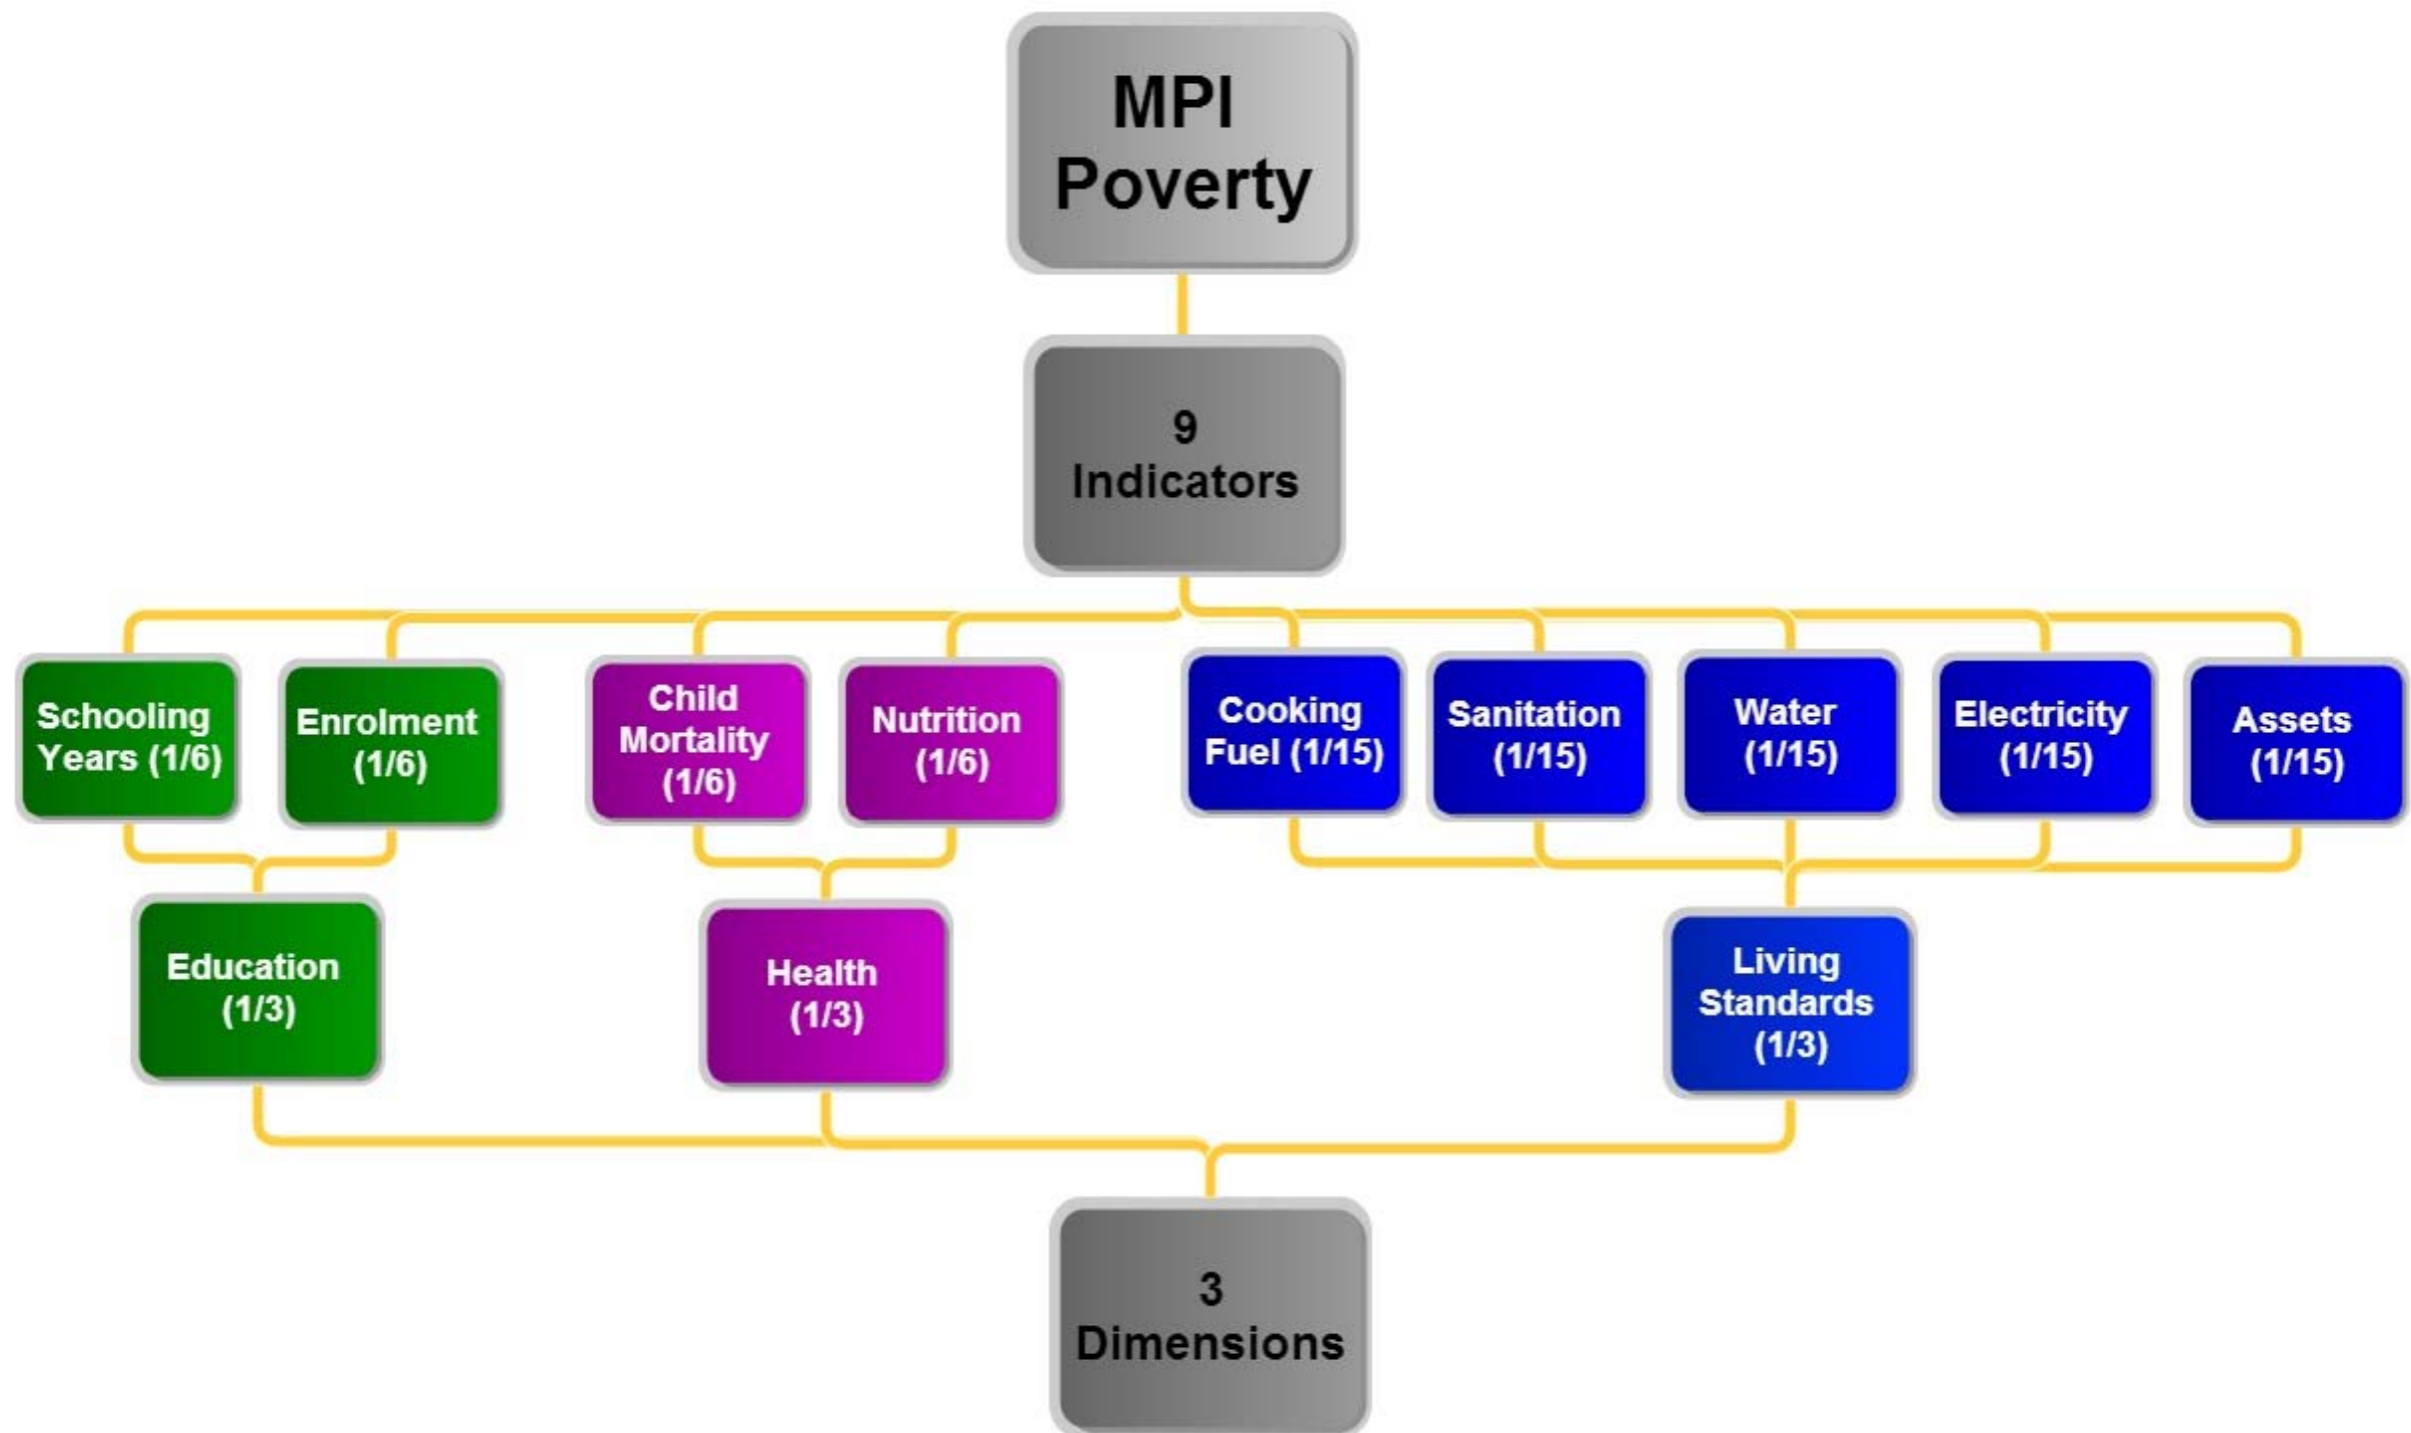 MPI
Poverty
9
Indicators
Schooling
Years (1/6)
Enrolment
(1/6)
Child
Mortality
(1/6)
Nutrition
(1/6)
Cooking
Fuel (1/15)
Sanitation
(1/15)
Water
(1/15)
Electricity
(1/15)
Assets
(1/15)
Education
(1/3)
Health
(1/3)
Living
Standards
(1/3)
3
Dimensions